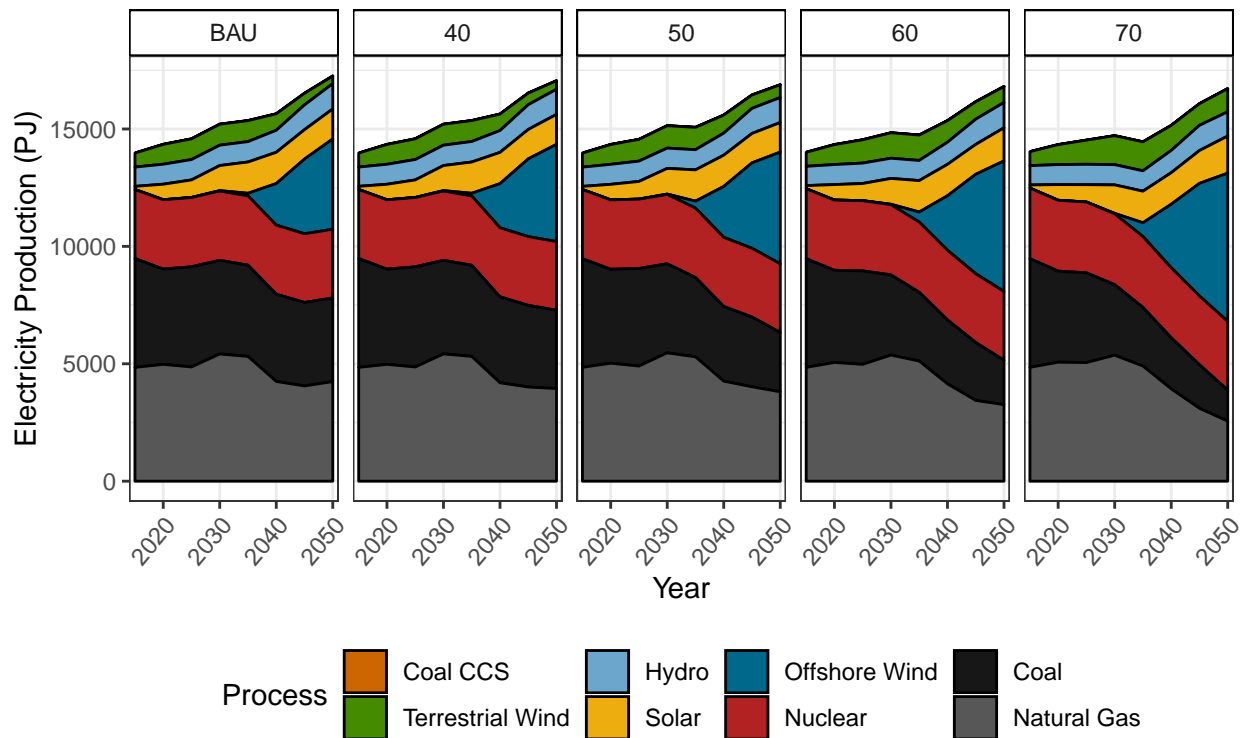 BAU 40 50 60 70
Electricity Production (PJ)
15000
10000
5000
0
2020 2030 2040 2050 2020 2030 2040 2050 2020 2030 2040 2050 2020 2030 2040 2050 2020 2030 2040 2050
Year
Process
Coal CCS Hydro Offshore Wind Coal
Terrestrial Wind Solar Nuclear Natural Gas